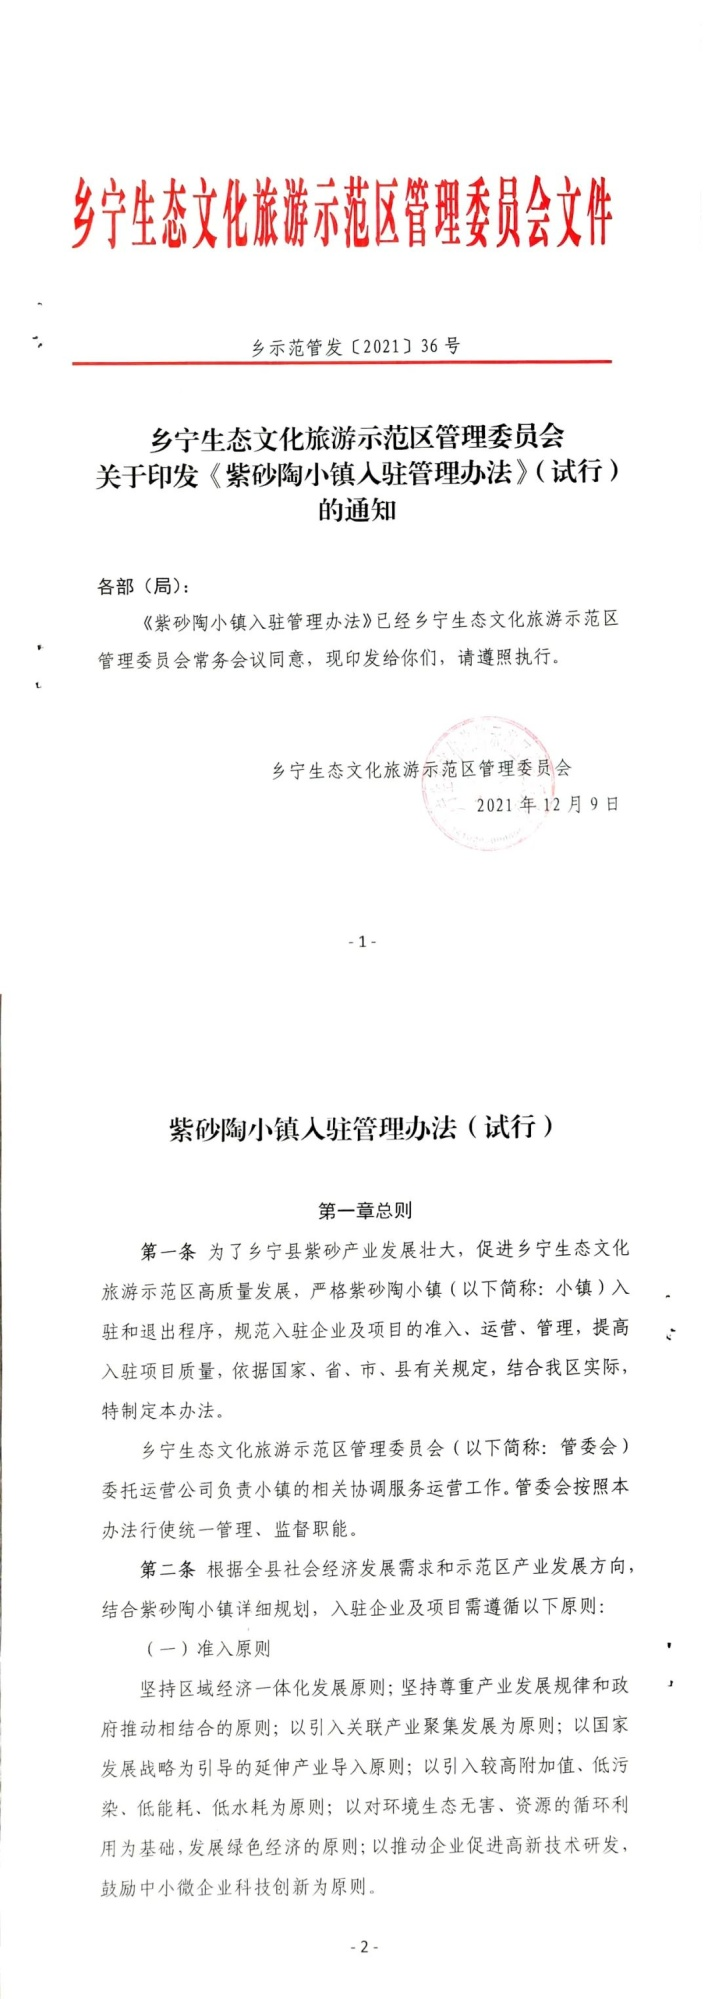 乡宁生态文化旅游示范区管理委员会文件
乡示范管发〔2021〕36号
乡宁生态文化旅游示范区管理委员会
关于印发《紫砂陶小镇入驻管理办法》(试行)
的通知
各部（局）：
《紫砂陶小镇入驻管理办法》已经乡宁生态文化旅游示范区
管理委员会常务会议同意，现印发给你们，请遵照执行。
乡宁生态文化旅游示范区管理委员会
2021年12月9日
- 1 -
紫砂陶小镇入驻管理办法（试行）
第一章总则
第一条 为了乡宁县紫砂产业发展壮大，促进乡宁生态文化
旅游示范区高质量发展，严格紫砂陶小镇（以下简称：小镇）入
驻和退出程序，规范入驻企业及项目的准入、运营、管理，提高
入驻项目质量，依据国家、省、市、县有关规定，结合我区实际，
特制定本办法。
乡宁生态文化旅游示范区管理委员会（以下简称：管委会）
委托运营公司负责小镇的相关协调服务运营工作。管委会按照本
办法行使统一管理、监督职能。
第二条 根据全县社会经济发展需求和示范区产业发展方向，
结合紫砂陶小镇详细规划，入驻企业及项目需遵循以下原则：
（一）准入原则
坚持区域经济一体化发展原则；坚持尊重产业发展规律和政
府推动相结合的原则；以引入关联产业聚集发展为原则；以国家
发展战略为引导的延伸产业导入原则；以引入较高附加值、低污
染、低能耗、低水耗为原则；以对环境生态无害、资源的循环利
用为基础，发展绿色经济的原则；以推动企业促进高新技术研发，
鼓励中小微企业科技创新为原则。
- 2 -